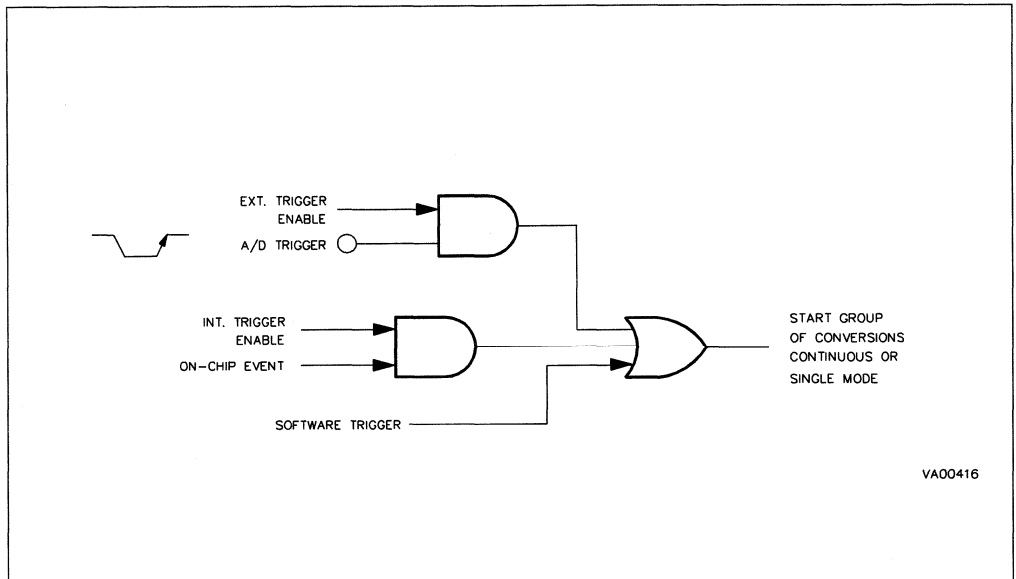 EXT. TRIGGER
ENABLE
A/D TRIGGER
INT. TRIGGER
ENABLE
ON-CHIP EVENT
SOFTWARE TRIGGER
START GROUP
OF CONVERSIONS
CONTINUOUS OR
SINGLE MODE
VA00416